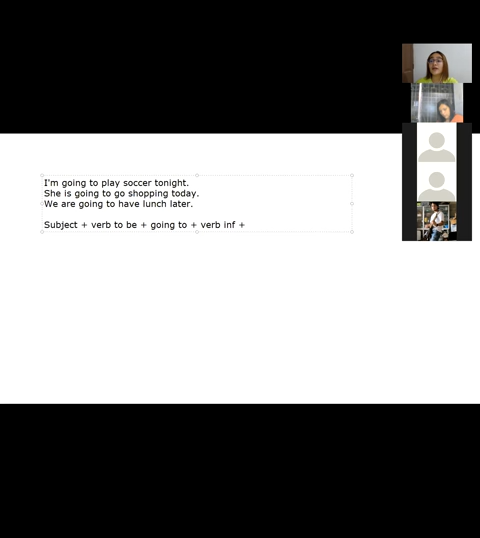 I'm going to play soccer tonight.
She is going to go shopping today.
We are going to have lunch later.
Subject + verb to be + going to + verb inf +